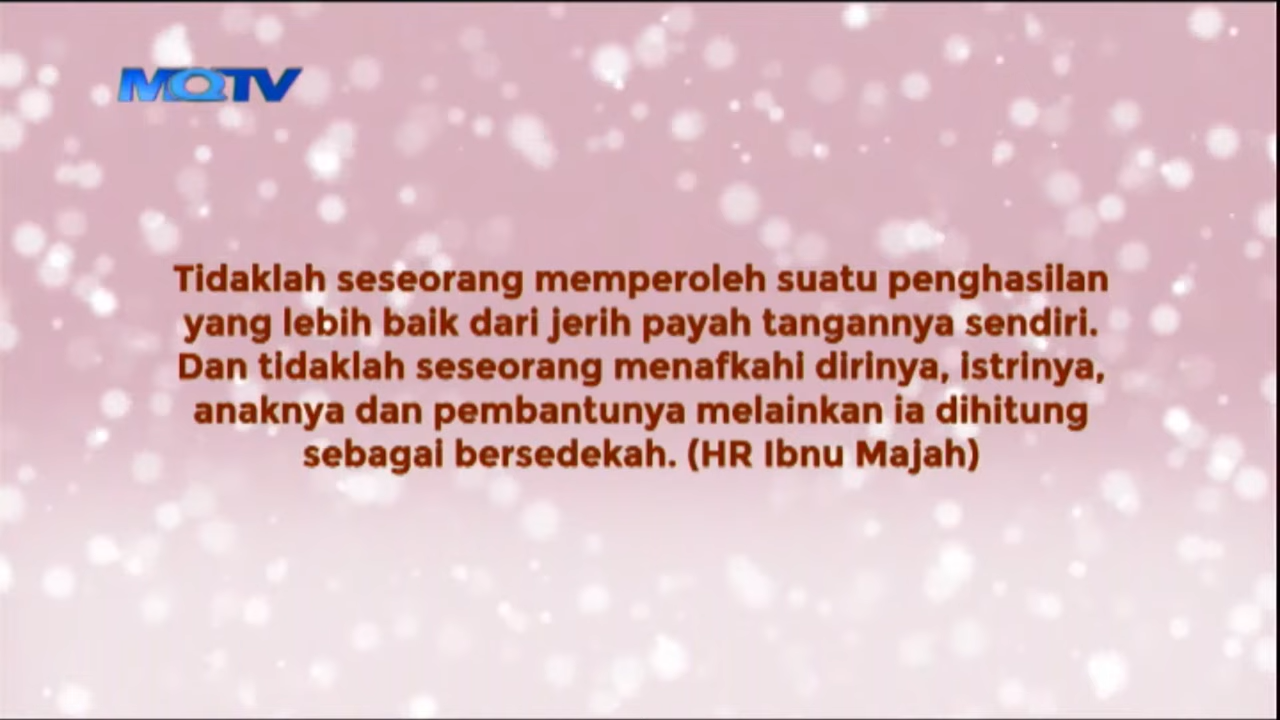 MQTV
Tidaklah seseorang memperoleh suatu penghasilan
yang lebih baik dari jerih payah tangannya sendiri.
Dan tidaklah seseorang menafkahi dirinya, istrinya,
anaknya dan pembantunya melainkan ia dihitung
sebagai bersedekah. (HR Ibnu Majah)